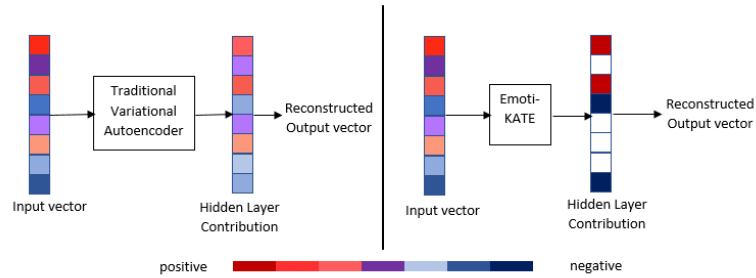 Traditional
Variational
Autoencoder
Reconstructed
Output vector
Input vector
Hidden Layer
Contribution
Emoti-
KATE
Reconstructed
Output vector
Input vector
Hidden Layer
Contribution
positive
negative